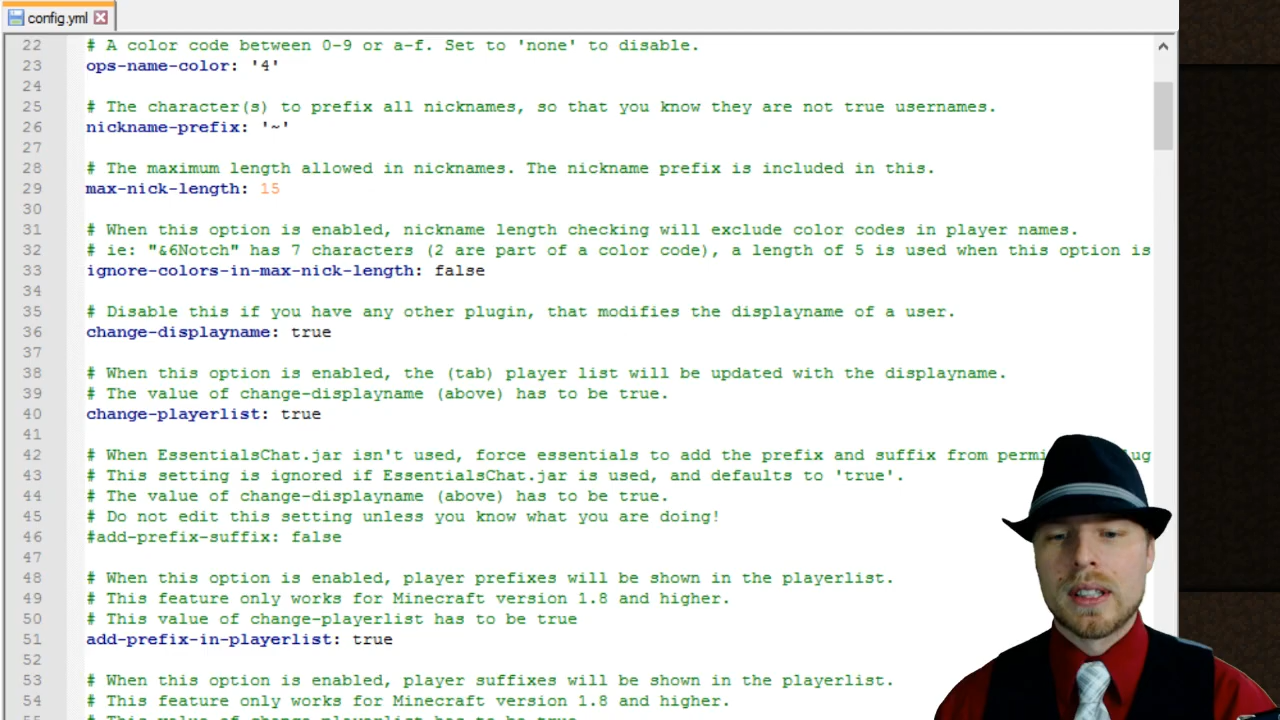 config.yml
22 # A color code between 0-9 or a-f. Set to 'none' to disable.
23 ops-name-color: '4'
24
25 # The character(s) to prefix all nicknames, so that you know they are not true usernames.
26 nickname-prefix: '~'
27
28 # The maximum length allowed in nicknames. The nickname prefix is included in this.
29 max-nick-length: 15
30
31 # When this option is enabled, nickname length checking will exclude color codes in player names.
32 # ie: "&6Notch" has 7 characters (2 are part of a color code), a length of 5 is used when this option is
33 ignore-colors-in-max-nick-length: false
34
35 # Disable this if you have any other plugin, that modifies the displayname of a user.
36 change-displayname: true
37
38 # When this option is enabled, the (tab) player list will be updated with the displayname.
39 # The value of change-displayname (above) has to be true.
40 change-playerlist: true
41
42 # When EssentialsChat.jar isn't used, force essentials to add the prefix and suffix from
43 # This setting is ignored if EssentialsChat.jar is used, and defaults to 'true'.
44 # The value of change-displayname (above) has to be true.
45 # Do not edit this setting unless you know what you are doing!
46 #add-prefix-suffix: false
47
48 # When this option is enabled, player prefixes will be shown in the playerlist.
49 # This feature only works for Minecraft version 1.8 and higher.
50 # This value of change-playerlist has to be true
51 add-prefix-in-playerlist: true
52
53 # When this option is enabled, player suffixes will be shown in the playerlist.
54 # This feature only works for Minecraft version 1.8 and higher.